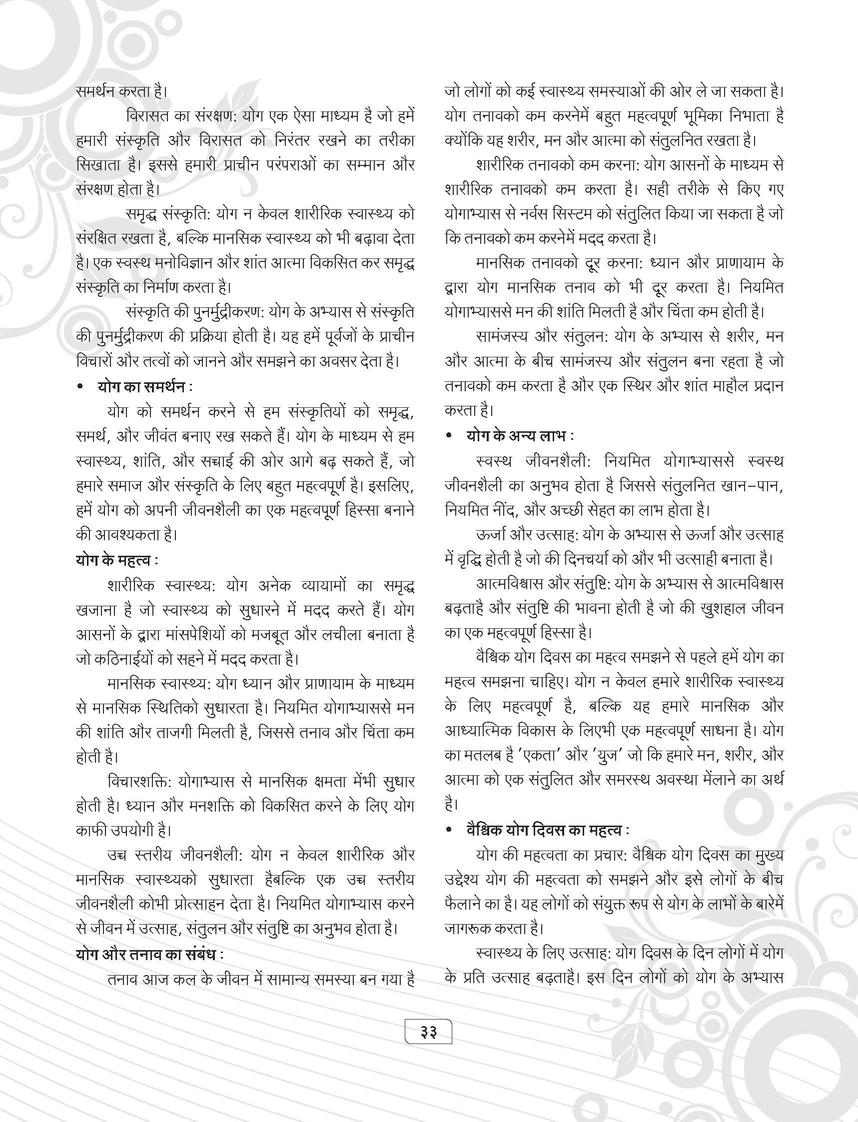 समर्थन करता है।
विरासत का संरक्षण: योग एक ऐसा माध्यम है जो हमें
हमारी संस्कृति और विरासत को निरंतर रखने का तरीका
सिखाता है। इससे हमारी प्राचीन परंपराओं का सम्मान और
संरक्षण होता है।
समृद्ध संस्कृति: योग न केवल शारीरिक स्वास्थ्य को
संरक्षित रखता है, बल्कि मानसिक स्वास्थ्य को भी बढ़ावा देता
है। एक स्वस्थ मनोविज्ञान और शांत आत्मा विकसित कर समृद्ध
संस्कृति का निर्माण करता है।
संस्कृति की पुनर्मुद्रीकरण: योग के अभ्यास से संस्कृति
की पुनर्मुद्रीकरण की प्रक्रिया होती है। यह हमें पूर्वजों के प्राचीन
विचारों और तत्वों को जानने और समझने का अवसर देता है।
• योग का समर्थन :
योग को समर्थन करने से हम संस्कृतियों को समृद्ध,
समर्थ, और जीवंत बनाए रख सकते हैं। योग के माध्यम से हम
स्वास्थ्य, शांति, और सच्चाई की ओर आगे बढ़ सकते हैं, जो
हमारे समाज और संस्कृति के लिए बहुत महत्वपूर्ण है। इसलिए,
हमें योग को अपनी जीवनशैली का एक महत्वपूर्ण हिस्सा बनाने
की आवश्यकता है।
योग के महत्व :
शारीरिक स्वास्थ्य: योग अनेक व्यायामों का समृद्ध
खजाना है जो स्वास्थ्य को सुधारने में मदद करते हैं। योग
आसनों के द्वारा मांसपेशियों को मजबूत और लचीला बनाता है
जो कठिनाईयों को सहने में मदद करता है।
मानसिक स्वास्थ्य: योग ध्यान और प्राणायाम के माध्यम
से मानसिक स्थितिको सुधारता है। नियमित योगाभ्याससे मन
की शांति और ताजगी मिलती है, जिससे तनाव और चिंता कम
होती है।
विचारशक्ति: योगाभ्यास से मानसिक क्षमता मेंभी सुधार
होती है। ध्यान और मनशक्ति को विकसित करने के लिए योग
काफी उपयोगी है।
उच्च स्तरीय जीवनशैली: योग न केवल शारीरिक और
मानसिक स्वास्थ्यको सुधारता हैबल्कि एक उच्च स्तरीय
जीवनशैली कोभी प्रोत्साहन देता है। नियमित योगाभ्यास करने
से जीवन में उत्साह, संतुलन और संतुष्टि का अनुभव होता है।
योग और तनाव का संबंध :
तनाव आज कल के जीवन में सामान्य समस्या बन गया है
जो लोगों को कई स्वास्थ्य समस्याओं की ओर ले जा सकता है।
योग तनावको कम करनेमें बहुत महत्वपूर्ण भूमिका निभाता है
क्योंकि यह शरीर, मन और आत्मा को संतुलनित रखता है।
शारीरिक तनावको कम करना: योग आसनों के माध्यम से
शारीरिक तनावको कम करता है। सही तरीके से किए गए
योगाभ्यास से नर्वस सिस्टम को संतुलित किया जा सकता है जो
कि तनावको कम करनेमें मदद करता है।
मानसिक तनावको दूर करना: ध्यान और प्राणायाम के
द्वारा योग मानसिक तनाव को भी दूर करता है। नियमित
योगाभ्याससे मन की शांति मिलती है और चिंता कम होती है।
सामंजस्य और संतुलन: योग के अभ्यास से शरीर, मन
और आत्मा के बीच सामंजस्य और संतुलन बना रहता है जो
तनावको कम करता है और एक स्थिर और शांत माहौल प्रदान
करता है।
• योग के अन्य लाभ :
स्वस्थ जीवनशैली: नियमित योगाभ्याससे स्वस्थ
जीवनशैली का अनुभव होता है जिससे संतुलनित खान-पान,
नियमित नींद, और अच्छी सेहत का लाभ होता है।
ऊर्जा और उत्साह: योग के अभ्यास से ऊर्जा और उत्साह
में वृद्धि होती है जो की दिनचर्या को और भी उत्साही बनाता है।
आत्मविश्वास और संतुष्टि: योग के अभ्यास से आत्मविश्वास
बढ़ताहै और संतुष्टि की भावना होती है जो की खुशहाल जीवन
का एक महत्वपूर्ण हिस्सा है।
वैश्विक योग दिवस का महत्व समझने से पहले हमें योग का
महत्व समझना चाहिए। योग न केवल हमारे शारीरिक स्वास्थ्य
के लिए महत्वपूर्ण है, बल्कि यह हमारे मानसिक और
आध्यात्मिक विकास के लिएभी एक महत्वपूर्ण साधना है। योग
का मतलब है 'एकता' और 'युज' जो कि हमारे मन, शरीर, और
आत्मा को एक संतुलित और समरस्थ अवस्था मेंलाने का अर्थ
है।
• वैश्विक योग दिवस का महत्व :
योग की महत्वता का प्रचार: वैश्विक योग दिवस का मुख्य
उद्देश्य योग की महत्वता को समझने और इसे लोगों के बीच
फैलाने का है। यह लोगों को संयुक्त रूप से योग के लाभों के बारेमें
जागरूक करता है।
स्वास्थ्य के लिए उत्साह: योग दिवस के दिन लोगों में योग
के प्रति उत्साह बढ़ताहै। इस दिन लोगों को योग के अभ्यास
३३